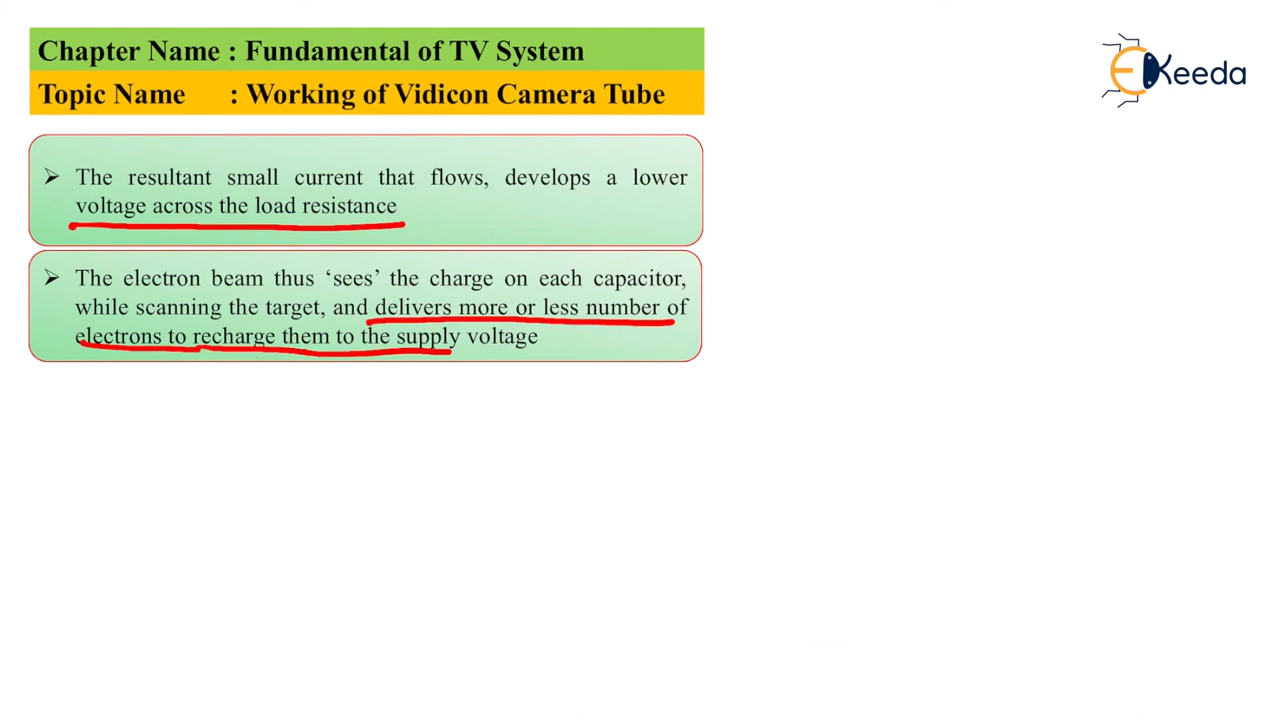 Chapter Name : Fundamental of TV System
EKeeda
Topic Name : Working of Vidicon Camera Tube
➢ The resultant small current that flows, develops a lower
voltage across the load resistance
➢ The electron beam thus ‘sees’ the charge on each capacitor,
while scanning the target, and delivers more or less number of
electrons to recharge them to the supply voltage